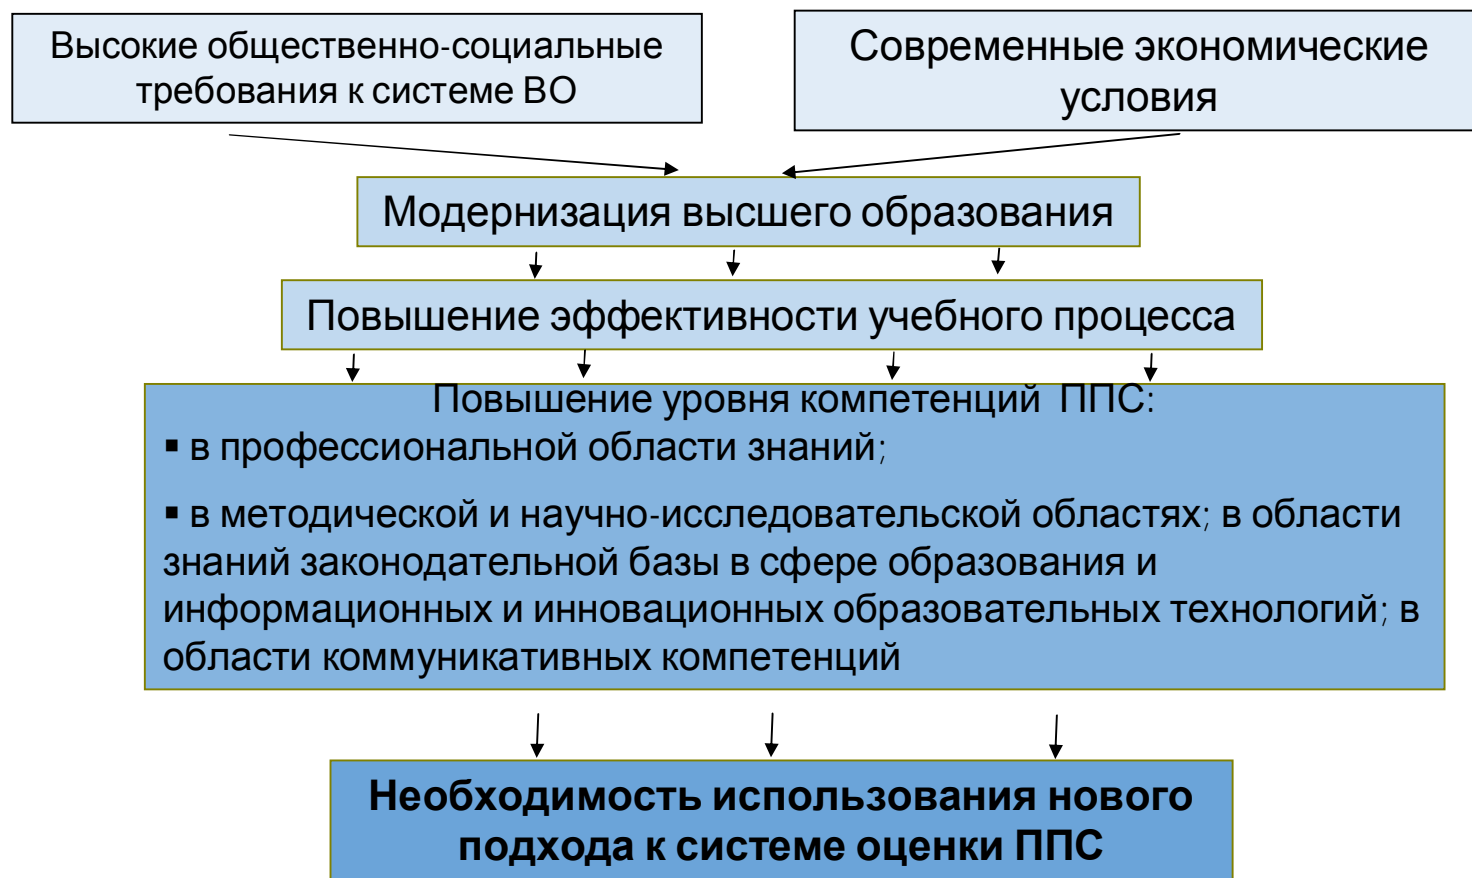 Высокие общественно-социальные
требования к системе ВО
Современные экономические
условия
Модернизация высшего образования
Повышение эффективности учебного процесса
Повышение уровня компетенций ППС:
▪ в профессиональной области знаний;
▪ в методической и научно-исследовательской областях; в области
знаний законодательной базы в сфере образования и
информационных и инновационных образовательных технологий; в
области коммуникативных компетенций
Необходимость использования нового
подхода к системе оценки ППС